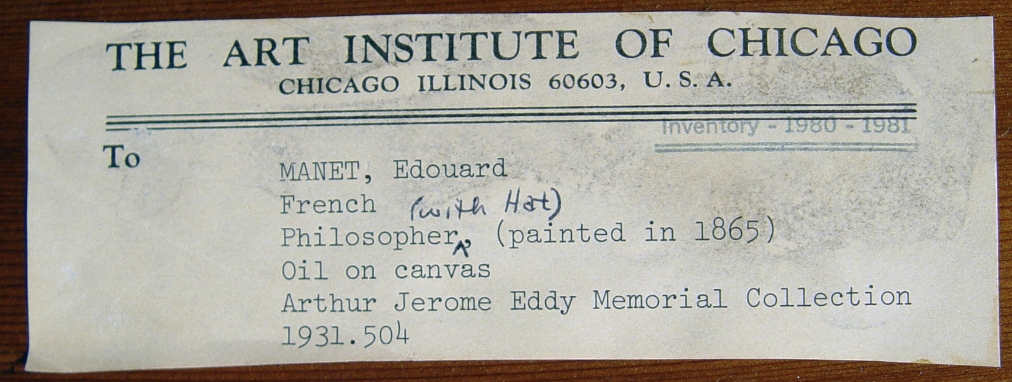 THE ART INSTITUTE OF CHICAGO
CHICAGO ILLINOIS 60603, U. S. A.
Inventory - 1980 - 1981
To
MANET, Edouard
French (with Hat)
Philosopher, (painted in 1865)
Oil on canvas
Arthur Jerome Eddy Memorial Collection
1931.504